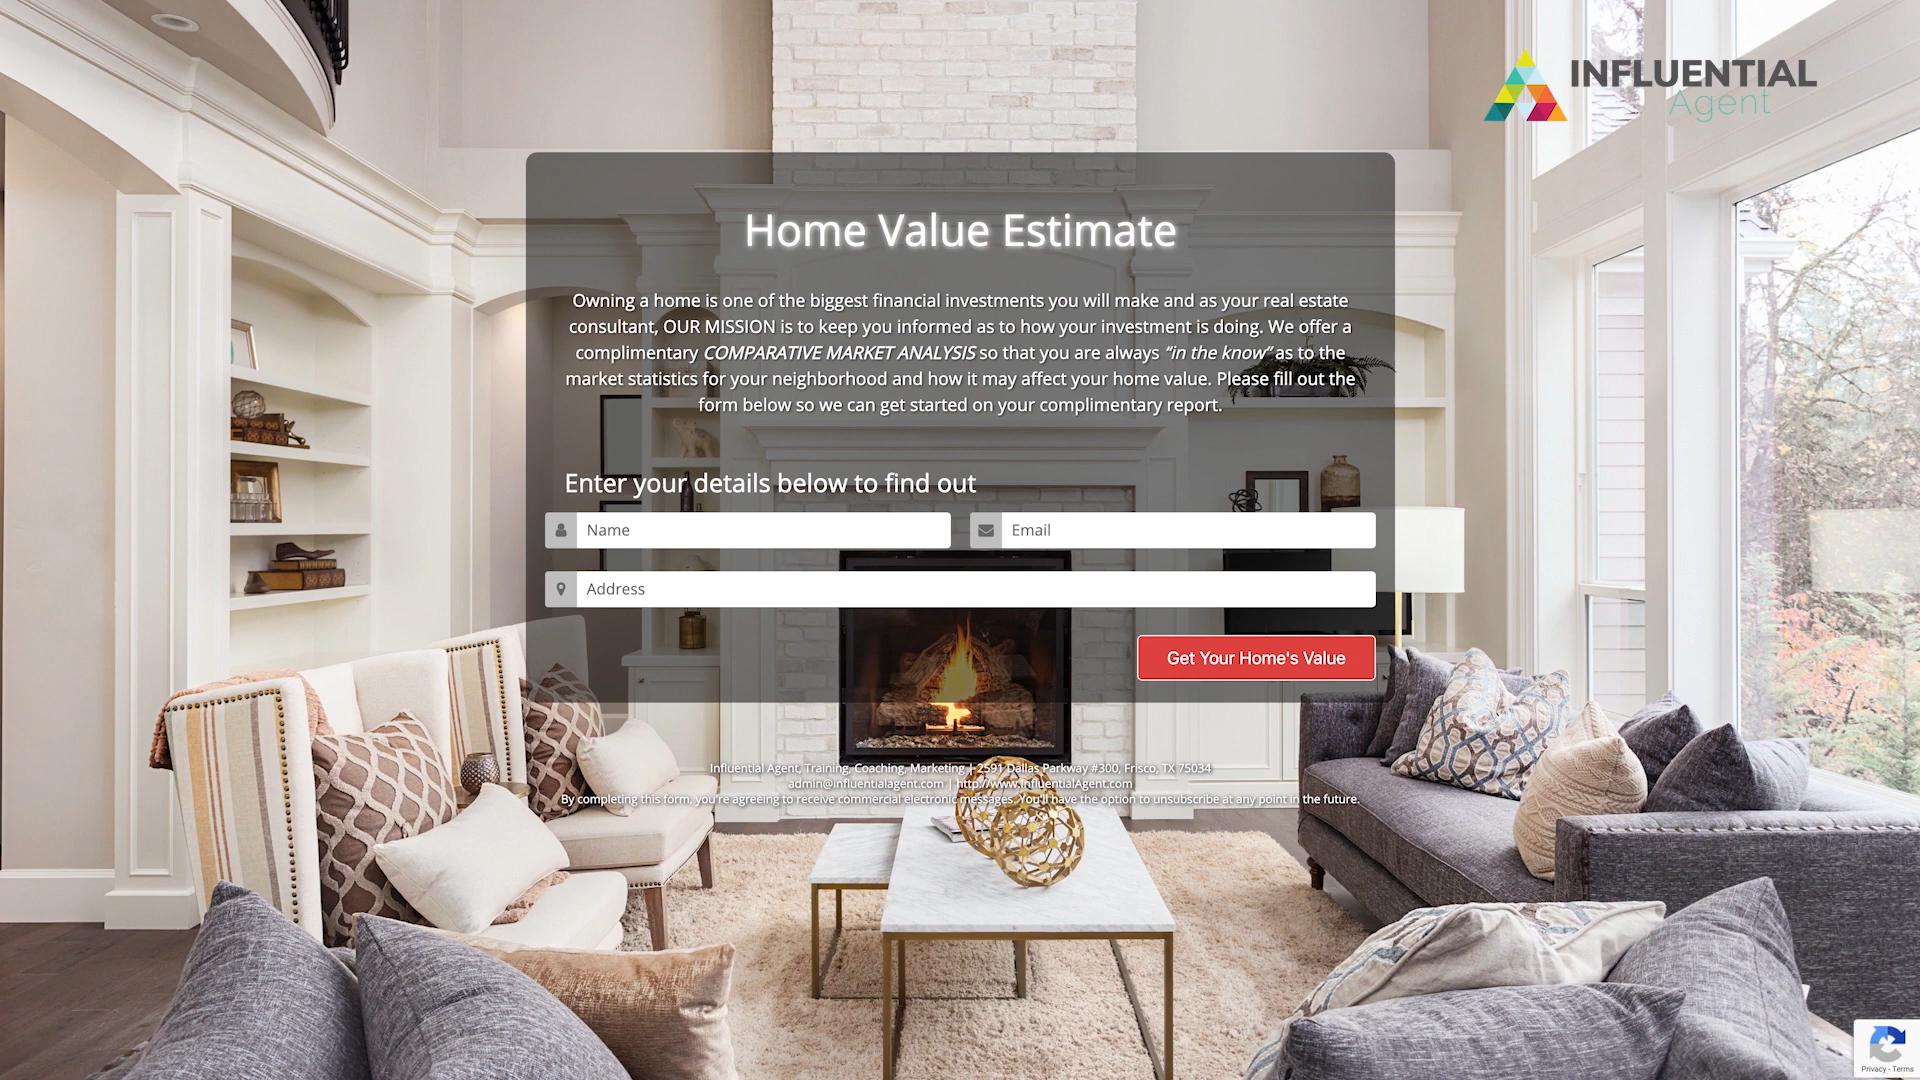 INFLUENTIAL
Agent
Home Value Estimate
Owning a home is one of the biggest financial investments you will make and as your real estate
consultant, OUR MISSION is to keep you informed as to how your investment is doing. We offer a
complimentary COMPARATIVE MARKET ANALYSIS so that you are always “in the know” as to the
market statistics for your neighborhood and how it may affect your home value. Please fill out the
form below so we can get started on your complimentary report.
Enter your details below to find out
Name
Email
Address
Get Your Home's Value
Influential Agent, Training, Coaching, Marketing | 2591 Dallas Parkway #300, Frisco, TX 75034
admin@influentialagent.com | http://www.InfluentialAgent.com
By completing this form, you're agreeing to receive commercial electronic messages. You'll have the option to unsubscribe at any point in the future.
Privacy - Terms